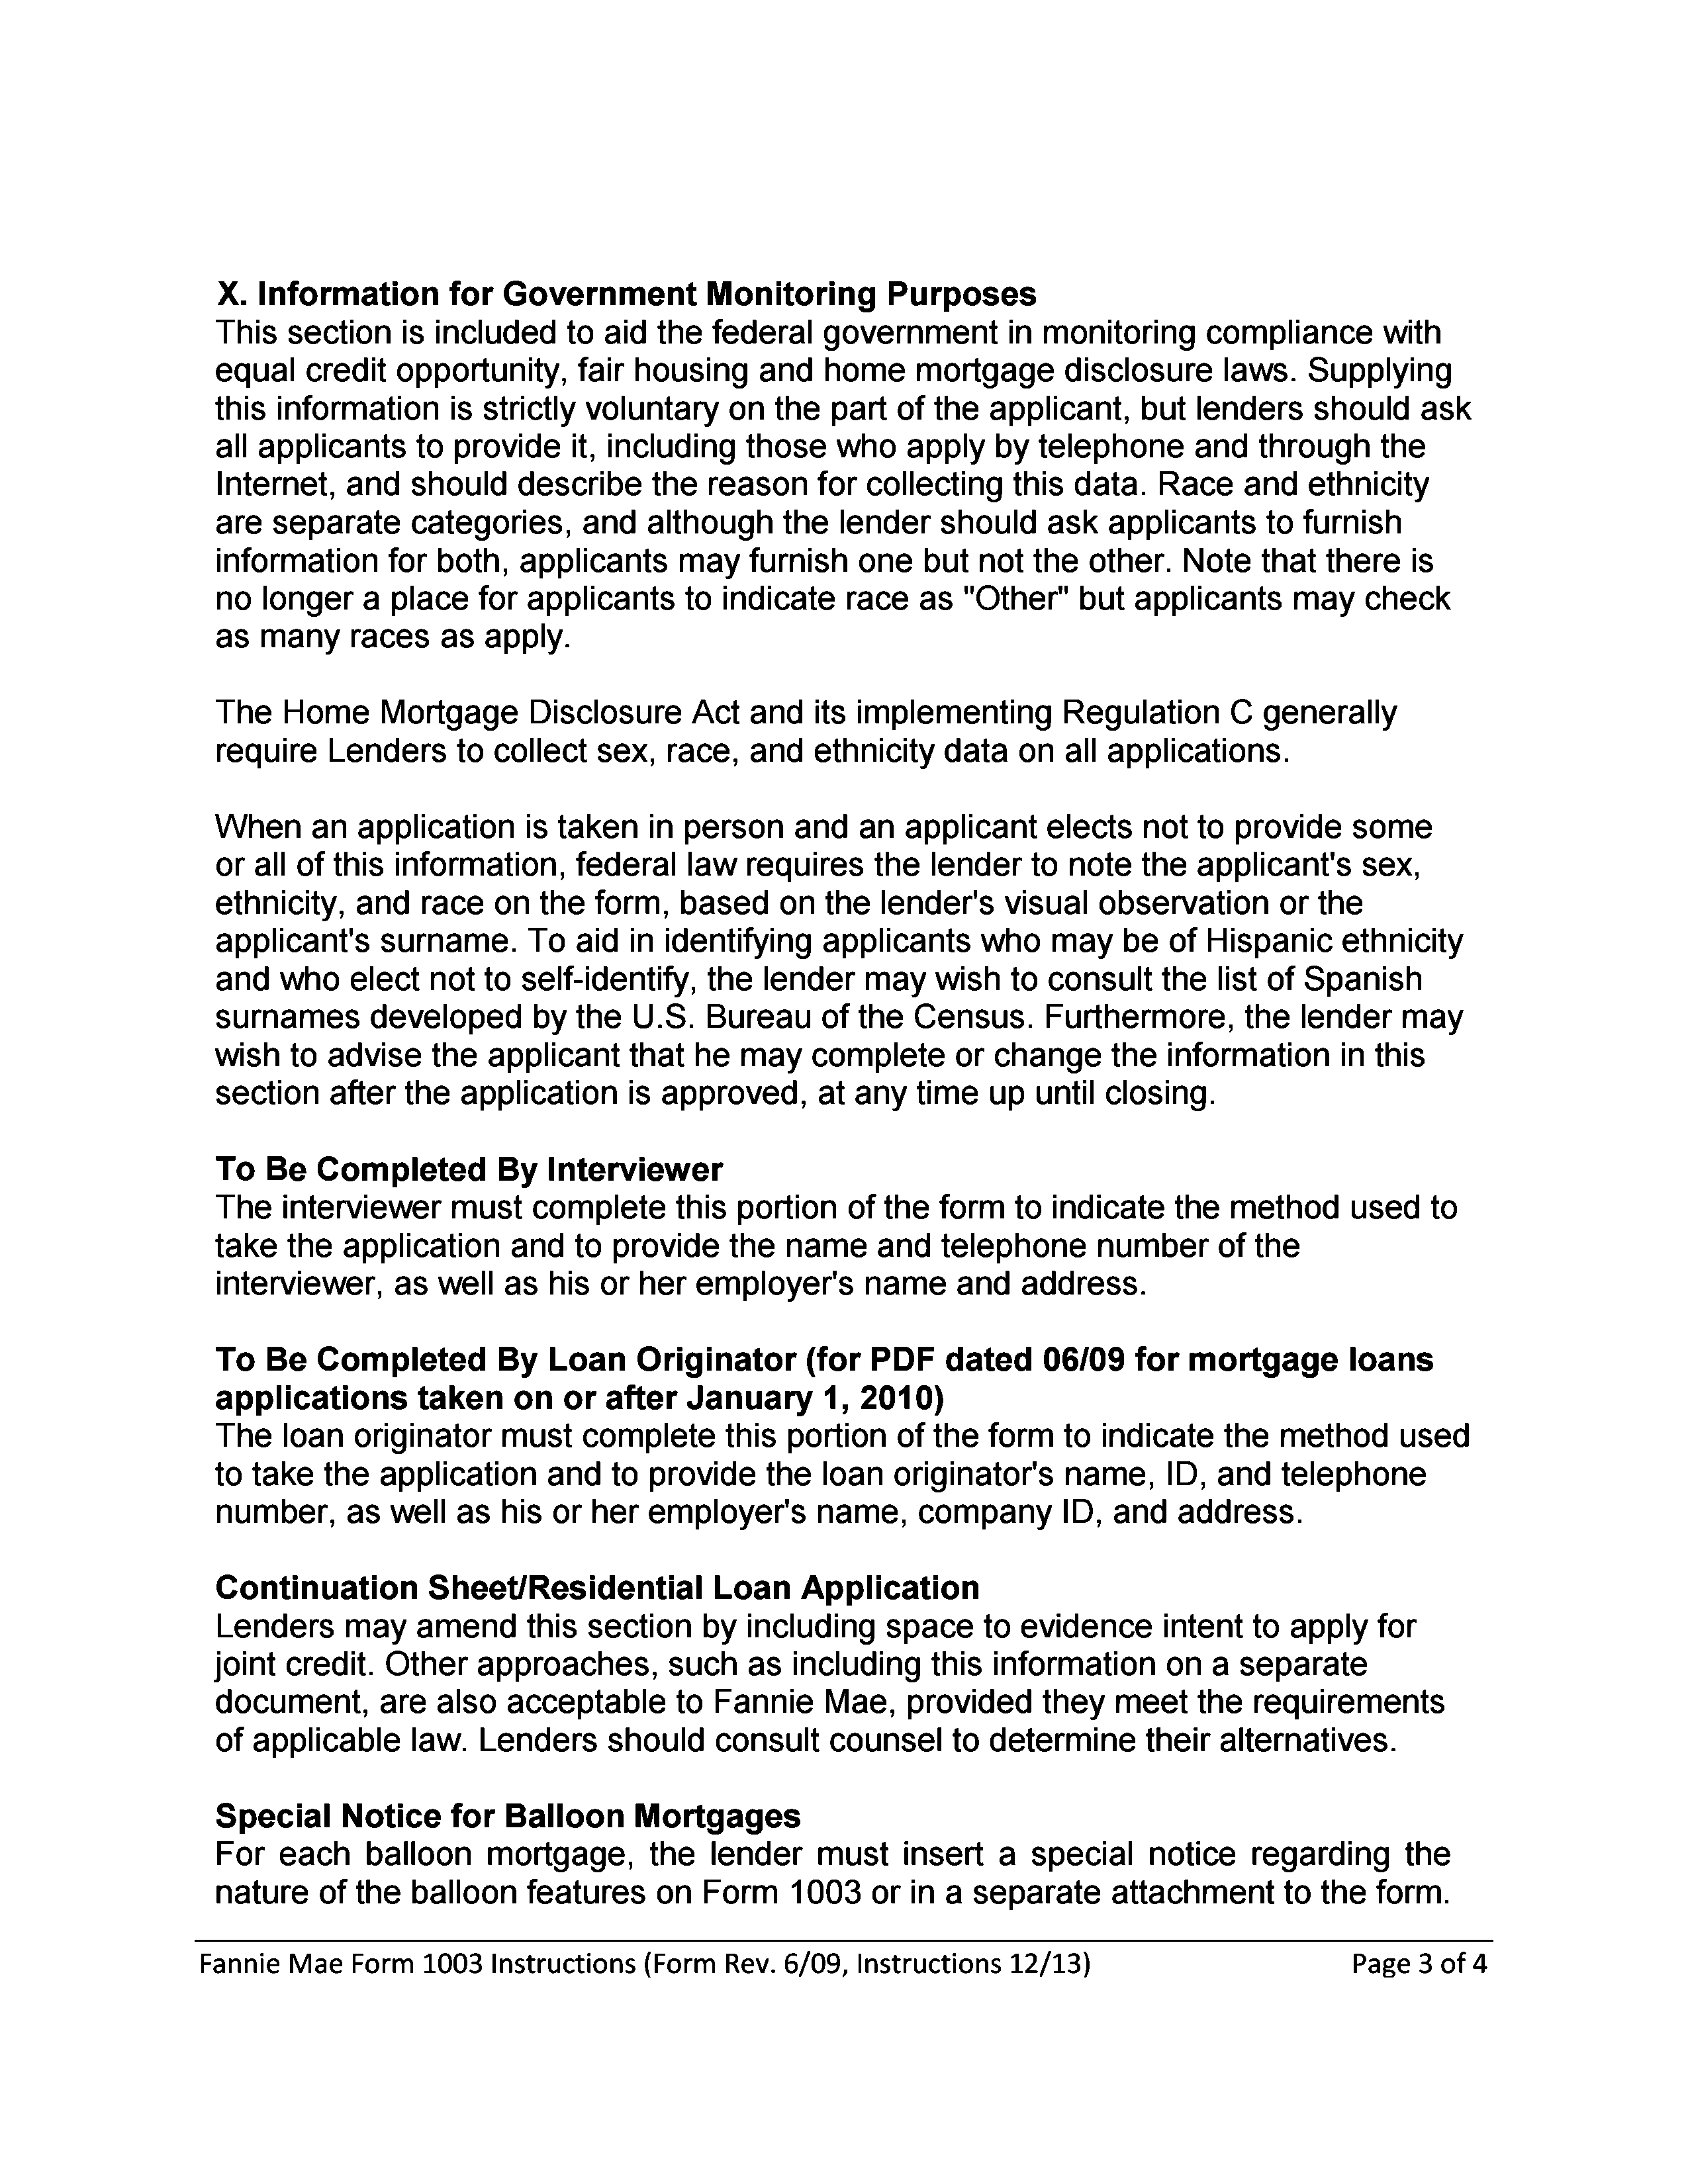 X. Information for Government Monitoring Purposes
This section is included to aid the federal government in monitoring compliance with
equal credit opportunity, fair housing and home mortgage disclosure laws. Supplying
this information is strictly voluntary on the part of the applicant, but lenders should ask
all applicants to provide it, including those who apply by telephone and through the
Internet, and should describe the reason for collecting this data. Race and ethnicity
are separate categories, and although the lender should ask applicants to furnish
information for both, applicants may furnish one but not the other. Note that there is
no longer a place for applicants to indicate race as "Other" but applicants may check
as many races as apply.
The Home Mortgage Disclosure Act and its implementing Regulation C generally
require Lenders to collect sex, race, and ethnicity data on all applications.
When an application is taken in person and an applicant elects not to provide some
or all of this information, federal law requires the lender to note the applicant's sex,
ethnicity, and race on the form, based on the lender's visual observation or the
applicant's surname. To aid in identifying applicants who may be of Hispanic ethnicity
and who elect not to self-identify, the lender may wish to consult the list of Spanish
surnames developed by the U.S. Bureau of the Census. Furthermore, the lender may
wish to advise the applicant that he may complete or change the information in this
section after the application is approved, at any time up until closing.
To Be Completed By Interviewer
The interviewer must complete this portion of the form to indicate the method used to
take the application and to provide the name and telephone number of the
interviewer, as well as his or her employer's name and address.
To Be Completed By Loan Originator (for PDF dated 06/09 for mortgage loans
applications taken on or after January 1, 2010)
The loan originator must complete this portion of the form to indicate the method used
to take the application and to provide the loan originator's name, ID, and telephone
number, as well as his or her employer's name, company ID, and address.
Continuation Sheet/Residential Loan Application
Lenders may amend this section by including space to evidence intent to apply for
joint credit. Other approaches, such as including this information on a separate
document, are also acceptable to Fannie Mae, provided they meet the requirements
of applicable law. Lenders should consult counsel to determine their alternatives.
Special Notice for Balloon Mortgages
For each balloon mortgage, the lender must insert a special notice regarding the
nature of the balloon features on Form 1003 or in a separate attachment to the form.
Fannie Mae Form 1003 Instructions (Form Rev. 6/09, Instructions 12/13) Page 3 of 4